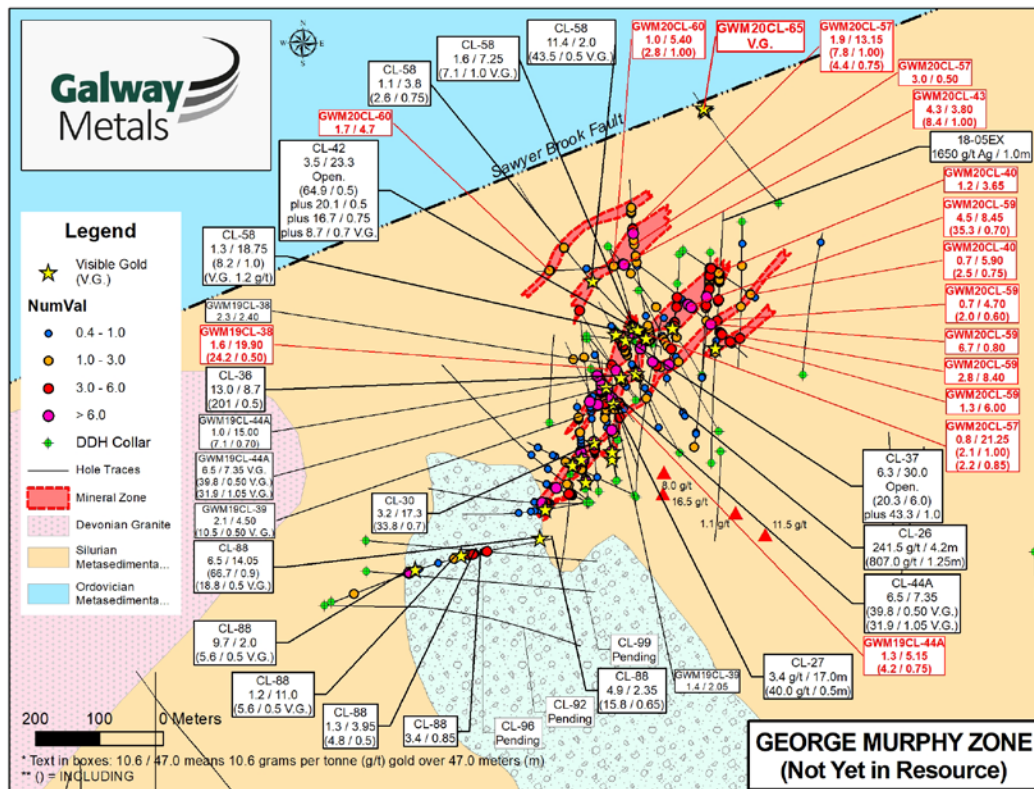 Galway
Metals
Legend
Visible Gold
(V.G.)
NumVal
0.4 - 1.0
1.0 - 3.0
3.0 - 6.0
> 6.0
DDH Collar
Hole Traces
Mineral Zone
Devonian Granite
Silurian
Metasedimenta...
Ordovician
Metasedimenta...
N
W
E
S
Sawyer Brook Fault
CL-58
11.4 / 2.0
(43.5 / 0.5 V.G.)
CL-58
1.6 / 7.25
(7.1 / 1.0 V.G.)
CL-58
1.1 / 3.8
(2.6 / 0.75)
GWM20CL-60
1.7 / 4.7
CL-42
3.5 / 23.3
Open.
(64.9 / 0.5)
plus 20.1 / 0.5
plus 16.7 / 0.75
plus 8.7 / 0.7 V.G.
CL-58
1.3 / 18.75
(8.2 / 1.0)
(V.G. 1.2 g/t)
GWM19CL-38
2.3 / 2.40
GWM19CL-38
1.6 / 19.90
(24.2 / 0.50)
CL-36
13.0 / 8.7
(201 / 0.5)
GWM19CL-44A
1.0 / 15.00
(7.1 / 0.70)
GWM19CL-44A
6.5 / 7.35 V.G.
(39.8 / 0.50 V.G.)
(31.9 / 1.05 V.G.)
GWM19CL-39
2.1 / 4.50
(10.5 / 0.50 V.G.)
CL-88
6.5 / 14.05
(66.7 / 0.9)
(18.8 / 0.5 V.G.)
CL-30
3.2 / 17.3
(33.8 / 0.7)
CL-88
9.7 / 2.0
(5.6 / 0.5 V.G.)
CL-88
1.2 / 11.0
(5.6 / 0.5 V.G.)
CL-88
1.3 / 3.95
(4.8 / 0.5)
CL-88
3.4 / 0.85
CL-96
Pending
CL-92
Pending
CL-99
Pending
CL-88
4.9 / 2.35
(15.8 / 0.65)
GWM19CL-39
1.4 / 2.05
CL-27
3.4 g/t / 17.0m
(40.0 g/t / 0.5m)
GWM19CL-44A
1.3 / 5.15
(4.2 / 0.75)
CL-44A
6.5 / 7.35
(39.8 / 0.50 V.G.)
(31.9 / 1.05 V.G.)
CL-26
241.5 g/t / 4.2m
(807.0 g/t / 1.25m)
CL-37
6.3 / 30.0
Open.
(20.3 / 6.0)
plus 43.3 / 1.0
GWM20CL-60
1.0 / 5.40
(2.8 / 1.00)
GWM20CL-65
V.G.
GWM20CL-57
1.9 / 13.15
(7.8 / 1.00)
(4.4 / 0.75)
GWM20CL-57
3.0 / 0.50
GWM20CL-43
4.3 / 3.80
(8.4 / 1.00)
18-05EX
1650 g/t Ag / 1.0m
GWM20CL-40
1.2 / 3.65
GWM20CL-59
4.5 / 8.45
(35.3 / 0.70)
GWM20CL-40
0.7 / 5.90
(2.5 / 0.75)
GWM20CL-59
0.7 / 4.70
(2.0 / 0.60)
GWM20CL-59
6.7 / 0.80
GWM20CL-59
2.8 / 8.40
GWM20CL-59
1.3 / 6.00
GWM20CL-57
0.8 / 21.25
(2.1 / 1.00)
(2.2 / 0.85)
8.0 g/t
16.5 g/t
1.1 g/t
11.5 g/t
200 100 0 Meters
* Text in boxes: 10.6 / 47.0 means 10.6 grams per tonne (g/t) gold over 47.0 meters (m)
** () = INCLUDING
GEORGE MURPHY ZONE
(Not Yet in Resource)